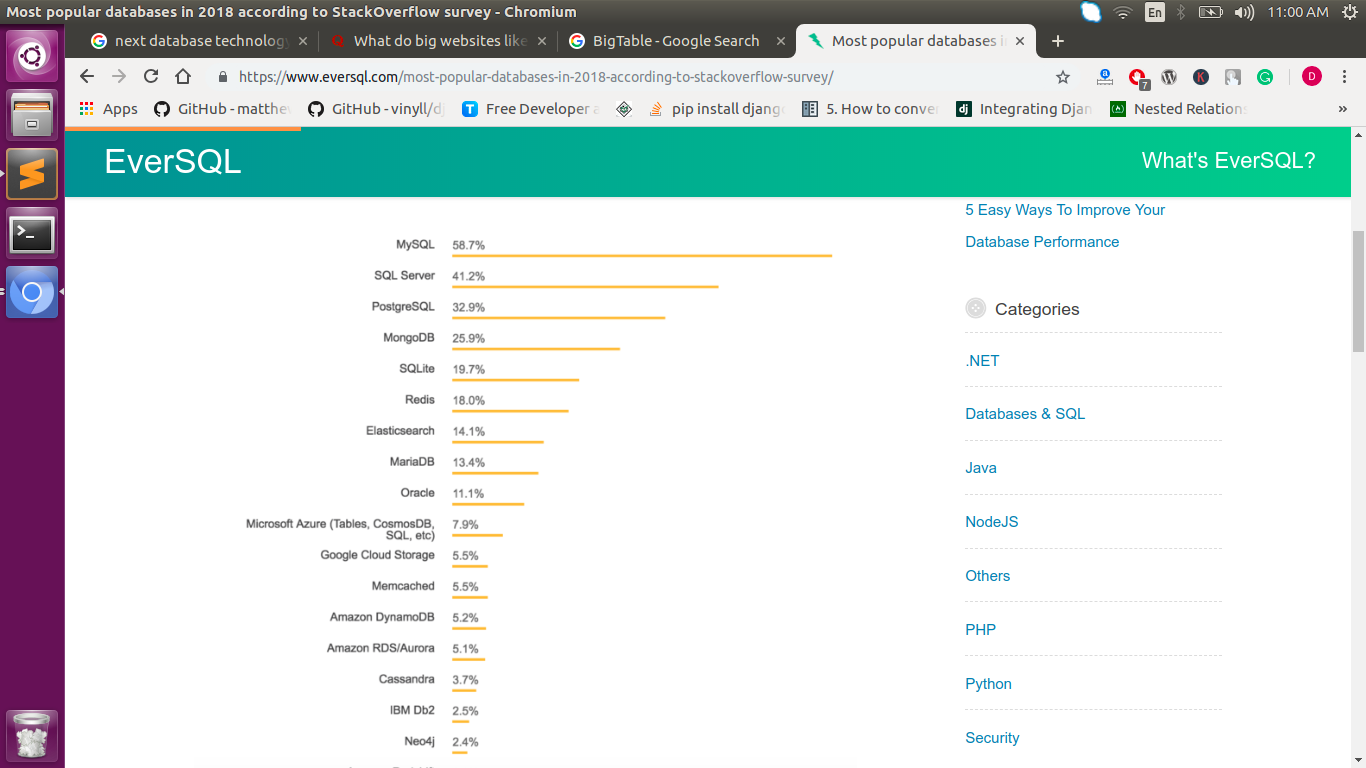 Most popular databases in 2018 according to StackOverflow survey - Chromium
En
11:00 AM
next database technology
What do big websites like
BigTable - Google Search
Most popular databases in
https://www.eversql.com/most-popular-databases-in-2018-according-to-stackoverflow-survey/
7
K
D
Apps
GitHub - matthew
GitHub - vinyll/dj
Free Developer a
pip install django
5. How to conver
dj
Integrating Djan
Nested Relations
»
EverSQL
What's EverSQL?
5 Easy Ways To Improve Your
Database Performance
MySQL 58.7%
SQL Server 41.2%
PostgreSQL 32.9%
MongoDB 25.9%
SQLite 19.7%
Redis 18.0%
Elasticsearch 14.1%
MariaDB 13.4%
Oracle 11.1%
Microsoft Azure (Tables, CosmosDB, 7.9%
SQL, etc)
Google Cloud Storage 5.5%
Memcached 5.5%
Amazon DynamoDB 5.2%
Amazon RDS/Aurora 5.1%
Cassandra 3.7%
IBM Db2 2.5%
Neo4j 2.4%
Categories
.NET
Databases & SQL
Java
NodeJS
Others
PHP
Python
Security